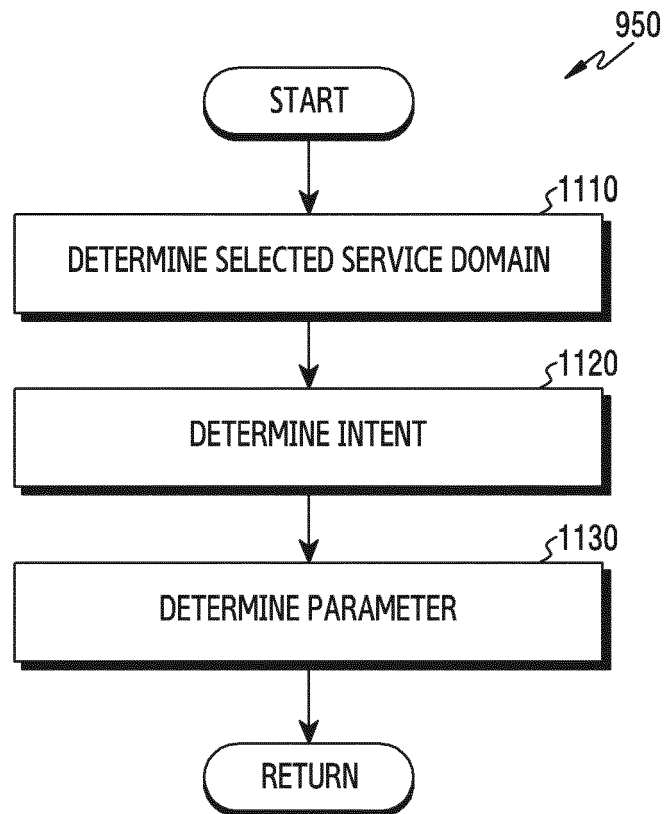 950
START
1110
DETERMINE SELECTED SERVICE DOMAIN
1120
DETERMINE INTENT
1130
DETERMINE PARAMETER
RETURN